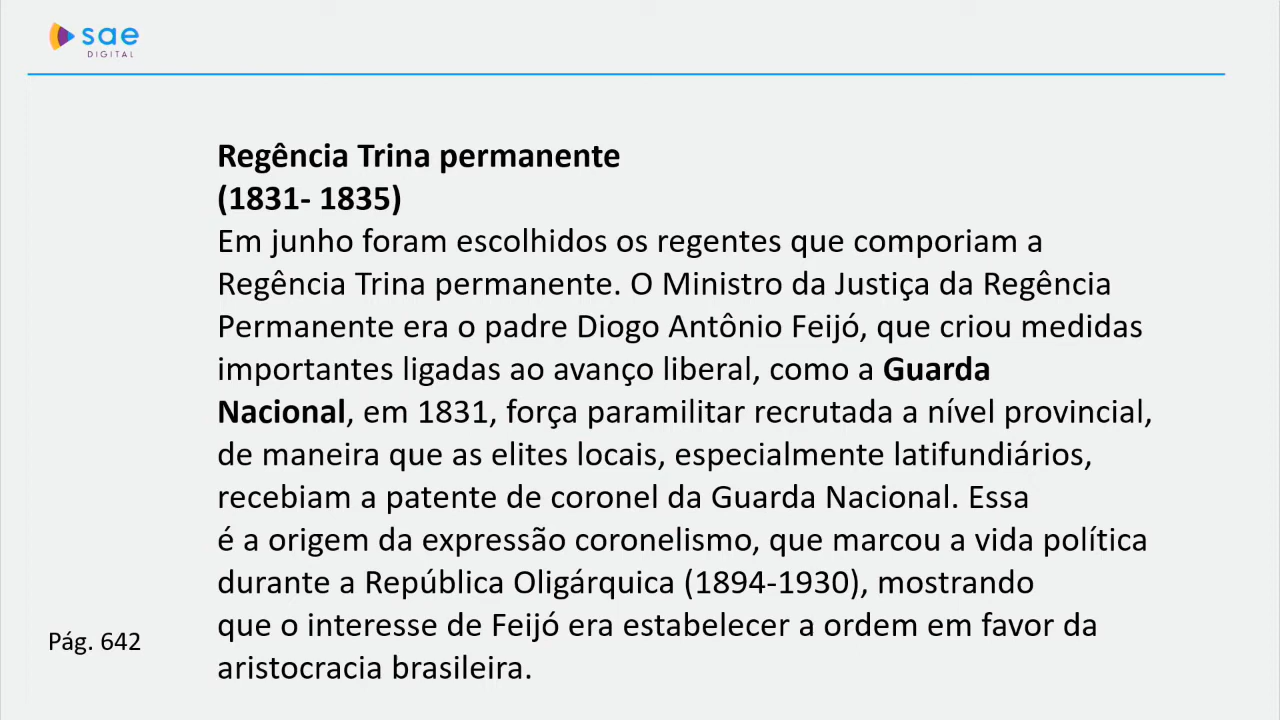 sae
DIGITAL
Regência Trina permanente
(1831- 1835)
Em junho foram escolhidos os regentes que comporiam a
Regência Trina permanente. O Ministro da Justiça da Regência
Permanente era o padre Diogo Antônio Feijó, que criou medidas
importantes ligadas ao avanço liberal, como a Guarda
Nacional, em 1831, força paramilitar recrutada a nível provincial,
de maneira que as elites locais, especialmente latifundiários,
recebiam a patente de coronel da Guarda Nacional. Essa
é a origem da expressão coronelismo, que marcou a vida política
durante a República Oligárquica (1894-1930), mostrando
que o interesse de Feijó era estabelecer a ordem em favor da
aristocracia brasileira.
Pág. 642